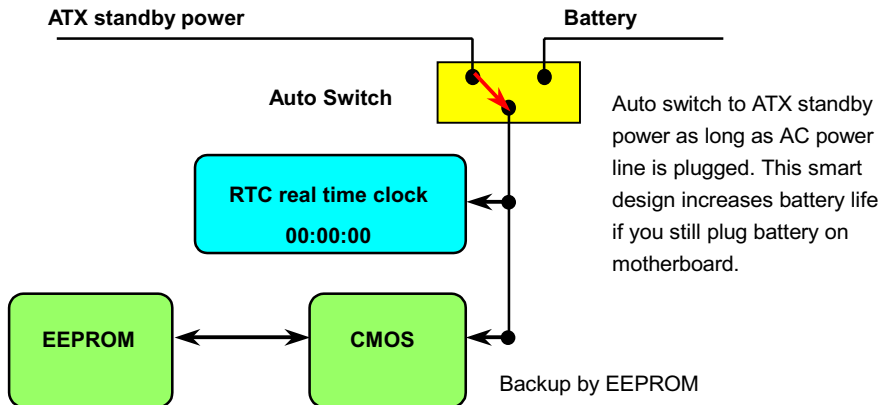 ATX standby power
Battery
Auto Switch
Auto switch to ATX standby
power as long as AC power
line is plugged. This smart
design increases battery life
if you still plug battery on
motherboard.
RTC real time clock
00:00:00
EEPROM
CMOS
Backup by EEPROM